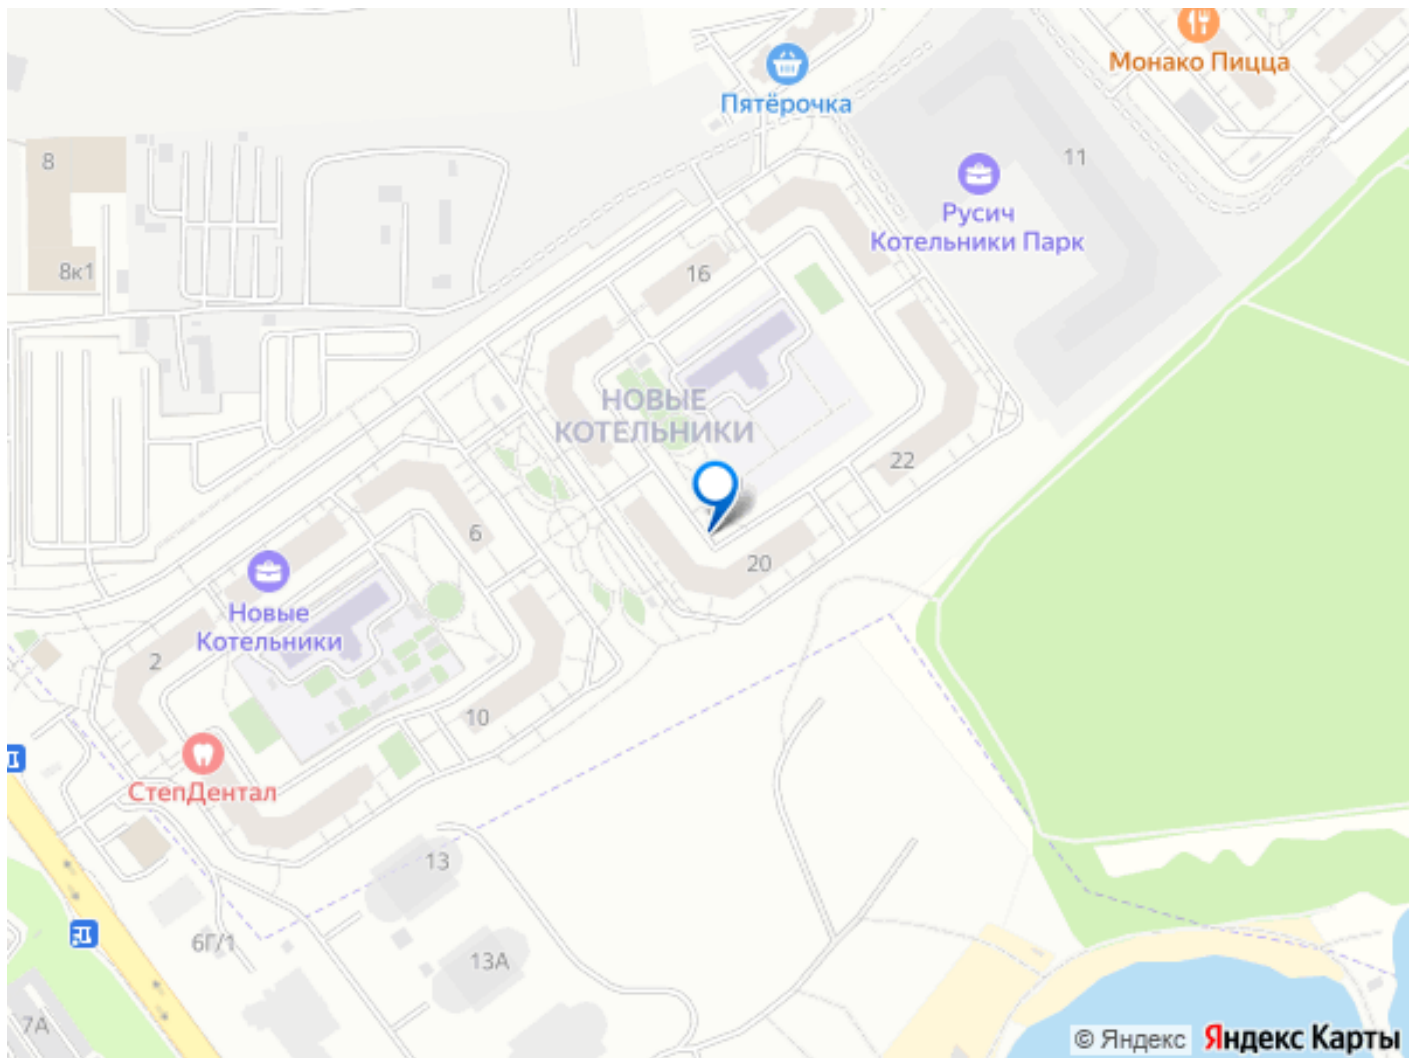 Монако Пицца
Пятёрочка
8
11
Русич
Котельники Парк
8к1
16
НОВЫЕ
КОТЕЛЬНИКИ
22
6
20
Новые
Котельники
2
10
СтепДентал
13
6Г/1
13А
7А
© Яндекс Яндекс Карты